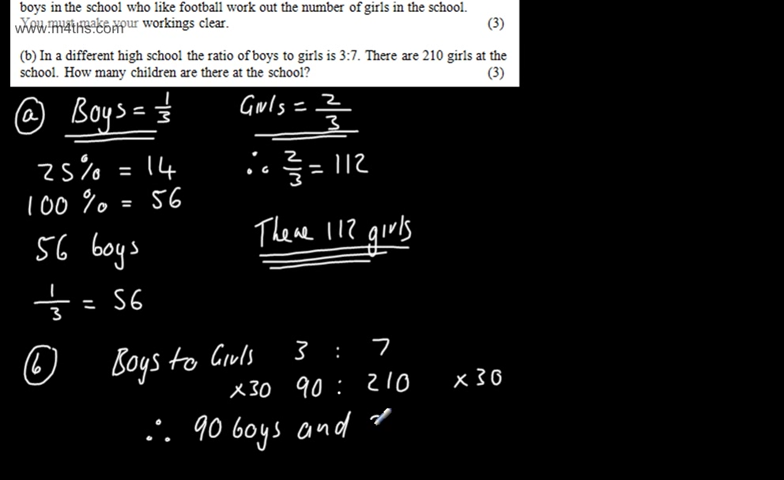 boys in the school who like football work out the number of girls in the school.
You must make your workings clear. (3)
www.m4ths.com
(b) In a different high school the ratio of boys to girls is 3:7. There are 210 girls at the
school. How many children are there at the school? (3)
(a) Boys = 1/3 Girls = 2/3
25% = 14 ∴ 2/3 = 112
100% = 56
56 boys There 112 girls
1/3 = 56
(b) Boys to Girls 3 : 7
×30 90 : 210 ×30
∴ 90 boys and